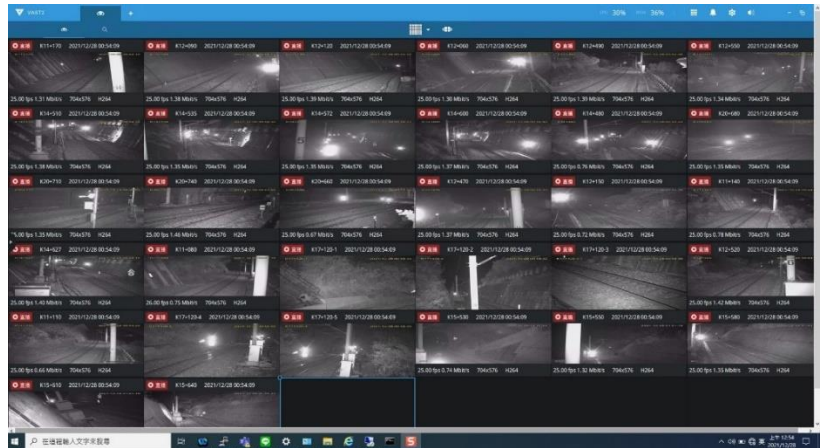 VAST2
30% 36%
直播 K11+170 2021/12/28 00:54:09 直播 K12+090 2021/12/28 00:54:09 直播 K12+120 2021/12/28 00:54:09 直播 K12+060 2021/12/28 00:54:09 直播 K12+490 2021/12/28 00:54:09 直播 K12+550 2021/12/28 00:54:09
25.00 fps 1.31 Mbit/s 704x576 H264 25.00 fps 1.38 Mbit/s 704x576 H264 25.00 fps 1.39 Mbit/s 704x576 H264 25.00 fps 1.30 Mbit/s 704x576 H264 25.00 fps 1.39 Mbit/s 704x576 H264 25.00 fps 1.34 Mbit/s 704x576 H264
直播 K14+510 2021/12/28 00:54:09 直播 K14+535 2021/12/28 00:54:09 直播 K14+572 2021/12/28 00:54:09 直播 K14+600 2021/12/28 00:54:09 直播 K14+480 2021/12/28 00:54:09 直播 K20+680 2021/12/28 00:54:09
25.00 fps 1.38 Mbit/s 704x576 H264 25.00 fps 1.35 Mbit/s 704x576 H264 25.00 fps 1.35 Mbit/s 704x576 H264 25.00 fps 1.37 Mbit/s 704x576 H264 25.00 fps 0.76 Mbit/s 704x576 H264 25.00 fps 1.35 Mbit/s 704x576 H264
直播 K20+710 2021/12/28 00:54:09 直播 K20+740 2021/12/28 00:54:09 直播 K20+660 2021/12/28 00:54:09 直播 K12+470 2021/12/28 00:54:09 直播 K12+150 2021/12/28 00:54:09 直播 K11+140 2021/12/28 00:54:09
25.00 fps 1.35 Mbit/s 704x576 H264 25.00 fps 1.46 Mbit/s 704x576 H264 25.00 fps 0.67 Mbit/s 704x576 H264 25.00 fps 1.37 Mbit/s 704x576 H264 25.00 fps 0.72 Mbit/s 704x576 H264 25.00 fps 0.78 Mbit/s 704x576 H264
直播 K14+627 2021/12/28 00:54:09 直播 K11+080 2021/12/28 00:54:09 直播 K17+120-1 2021/12/28 00:54:09 直播 K17+120-2 2021/12/28 00:54:09 直播 K17+120-3 2021/12/28 00:54:09 直播 K12+520 2021/12/28 00:54:09
25.00 fps 1.40 Mbit/s 704x576 H264 26.00 fps 0.75 Mbit/s 704x576 H264 25.00 fps 1.42 Mbit/s 704x576 H264
直播 K11+110 2021/12/28 00:54:09 直播 K17+120-4 2021/12/28 00:54:09 直播 K17+120-5 2021/12/28 00:54:09 直播 K15+530 2021/12/28 00:54:09 直播 K15+550 2021/12/28 00:54:09 直播 K15+580 2021/12/28 00:54:09
25.00 fps 0.66 Mbit/s 704x576 H264 25.00 fps 0.74 Mbit/s 704x576 H264 25.00 fps 1.32 Mbit/s 704x576 H264 25.00 fps 1.35 Mbit/s 704x576 H264
直播 K15+610 2021/12/28 00:54:09 直播 K15+640 2021/12/28 00:54:09
在這裡輸入文字來搜尋
英 上午 12:54
2021/12/28